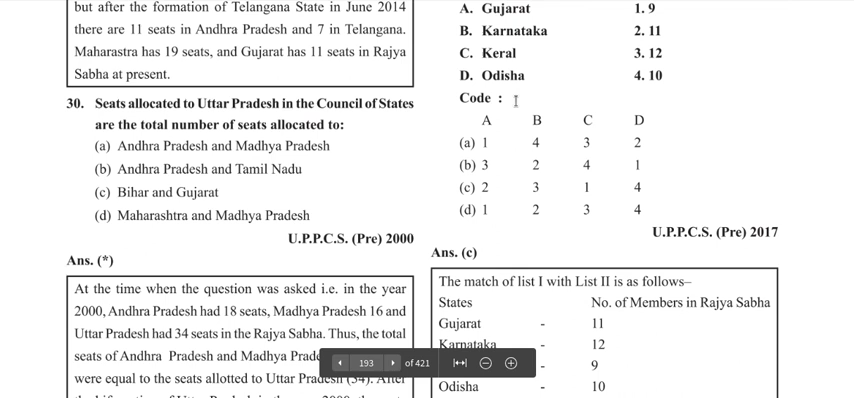 but after the formation of Telangana State in June 2014
there are 11 seats in Andhra Pradesh and 7 in Telangana.
Maharastra has 19 seats, and Gujarat has 11 seats in Rajya
Sabha at present.
30. Seats allocated to Uttar Pradesh in the Council of States
are the total number of seats allocated to:
(a) Andhra Pradesh and Madhya Pradesh
(b) Andhra Pradesh and Tamil Nadu
(c) Bihar and Gujarat
(d) Maharashtra and Madhya Pradesh
U.P.P.C.S. (Pre) 2000
Ans. (*)
At the time when the question was asked i.e. in the year
2000, Andhra Pradesh had 18 seats, Madhya Pradesh 16 and
Uttar Pradesh had 34 seats in the Rajya Sabha. Thus, the total
seats of Andhra Pradesh and Madhya
were equal to the seats allotted to Uttar Pradesh (34). After
A. Gujarat 1. 9
B. Karnataka 2. 11
C. Keral 3. 12
D. Odisha 4. 10
Code :
A B C D
(a) 1 4 3 2
(b) 3 2 4 1
(c) 2 3 1 4
(d) 1 2 3 4
U.P.P.C.S. (Pre) 2017
Ans. (c)
The match of list I with List II is as follows–
States No. of Members in Rajya Sabha
Gujarat - 11
Karnataka - 12
- 9
Odisha - 10
193 of 421